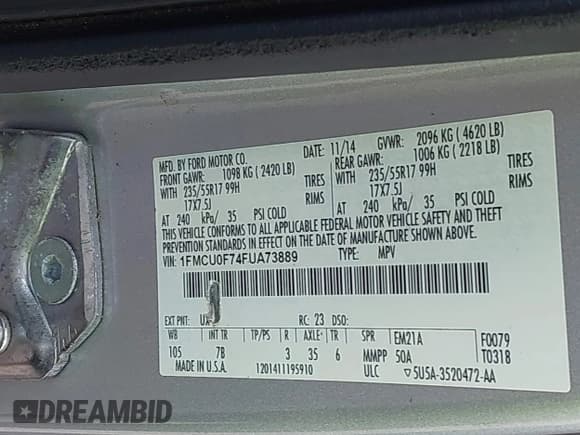 MFD. BY FORD MOTOR CO.
DATE: 11/14 GVWR: 2096 KG ( 4620 LB)
FRONT GAWR: 1098 KG ( 2420 LB) REAR GAWR: 1006 KG ( 2218 LB)
WITH 235/55R17 99H TIRES WITH 235/55R17 99H TIRES
17X7.5J RIMS 17X7.5J RIMS
AT 240 kPa/ 35 PSI COLD AT 240 kPa/ 35 PSI COLD
THIS VEHICLE CONFORMS TO ALL APPLICABLE FEDERAL MOTOR VEHICLE SAFETY AND THEFT
PREVENTION STANDARDS IN EFFECT ON THE DATE OF MANUFACTURE SHOWN ABOVE.
VIN: 1FMCU0F74FUA73889 TYPE: MPV
EXT PNT: UX RC: 23 DSO:
WB INT TR TP/PS R AXLE TR SPR EM21A F0079
105 7B 3 35 6 MMPP 50A T0318
MADE IN U.S.A. 1201411195910 ULC ▽5U5A-3520472-AA
DREAMBID